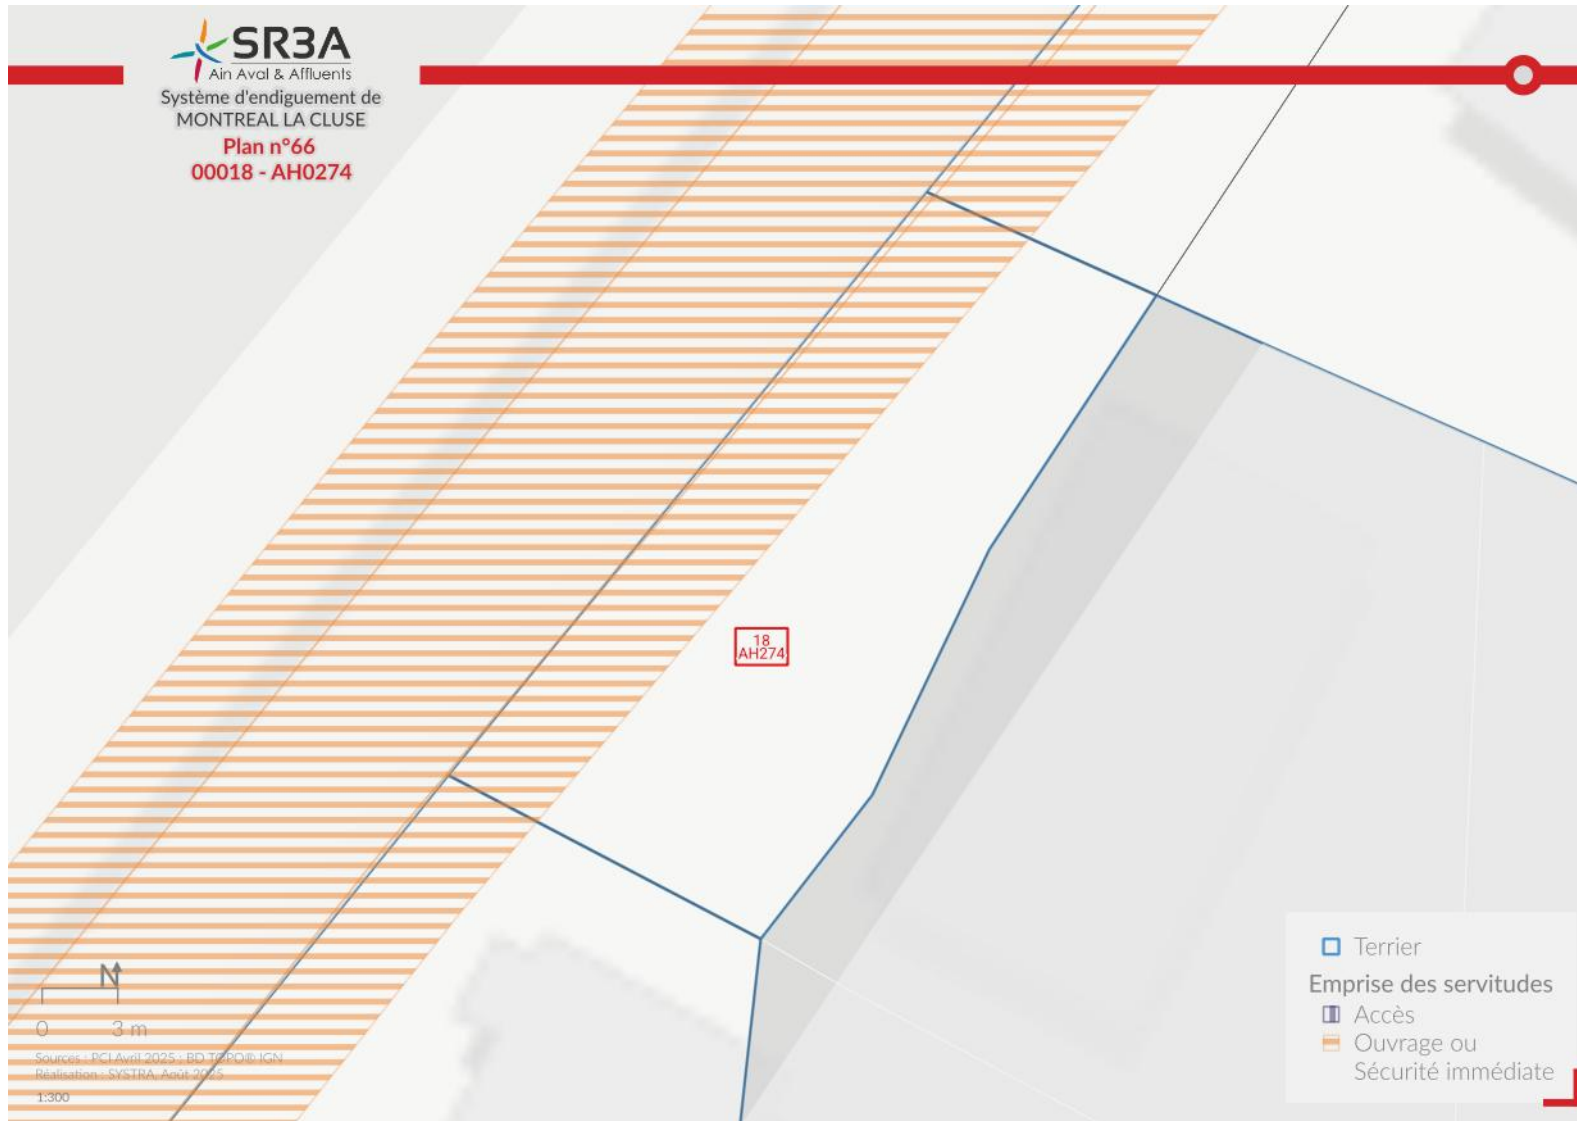 SR3A
Ain Aval & Affluents
Système d'endiguement de
MONTREAL LA CLUSE
Plan n°66
00018 - AH0274
18
AH274
N
0 3 m
Sources : PCI Avril 2025 ; BD TOPO® IGN
Réalisation : SYSTRA, Août 2025
1:300
Terrier
Emprise des servitudes
Accès
Ouvrage ou
Sécurité immédiate